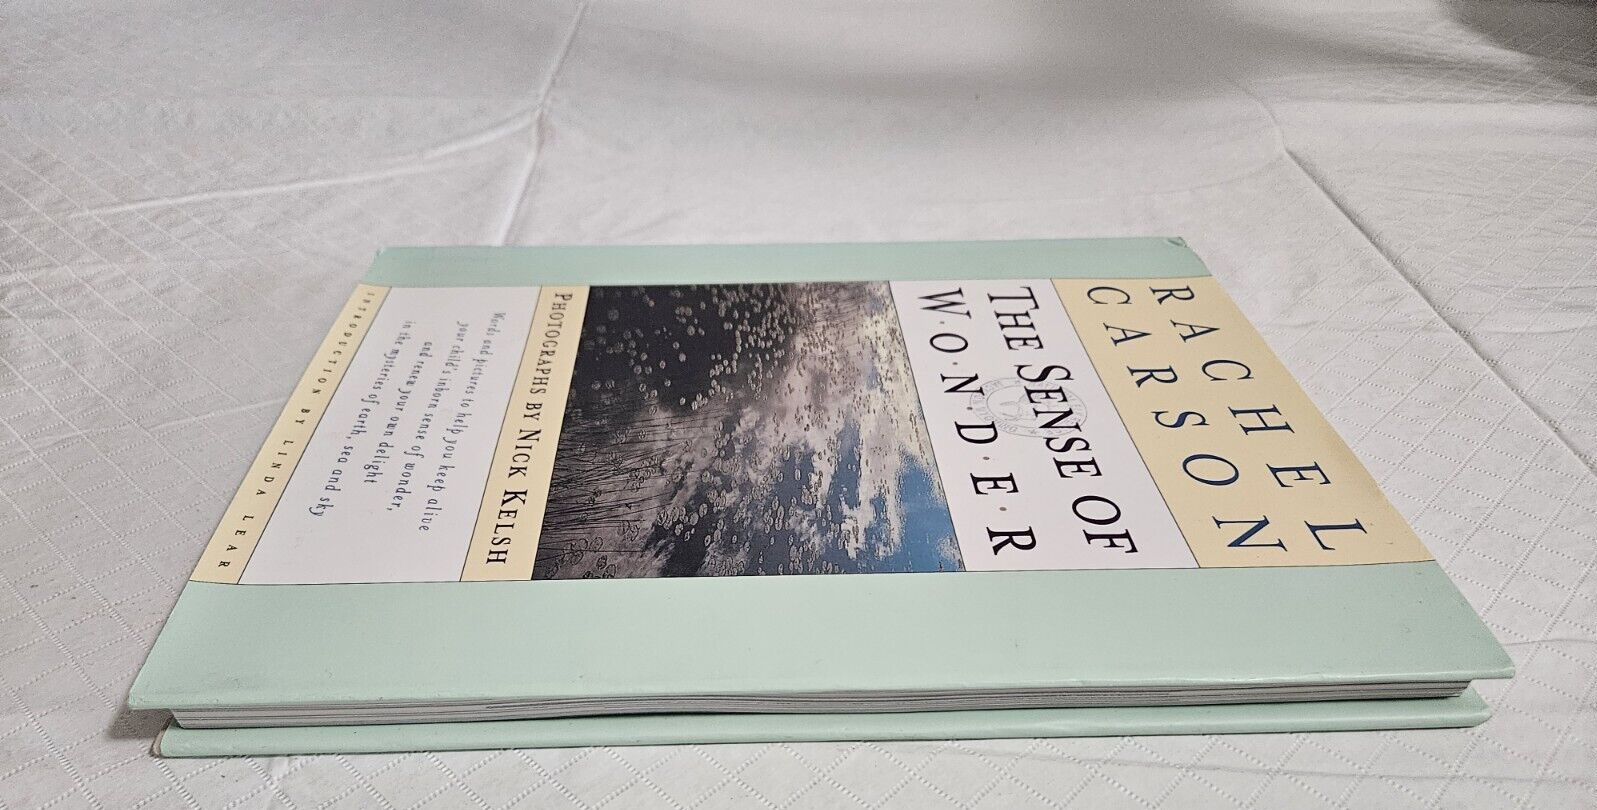 RACHEL
CARSON
THE SENSE OF
W·O·N·D·E·R
PHOTOGRAPHS BY NICK KELSH
Words and pictures to help you keep alive
your child's inborn sense of wonder,
and renew your own delight
in the mysteries of earth, sea and sky
INTRODUCTION BY LINDA LEAR